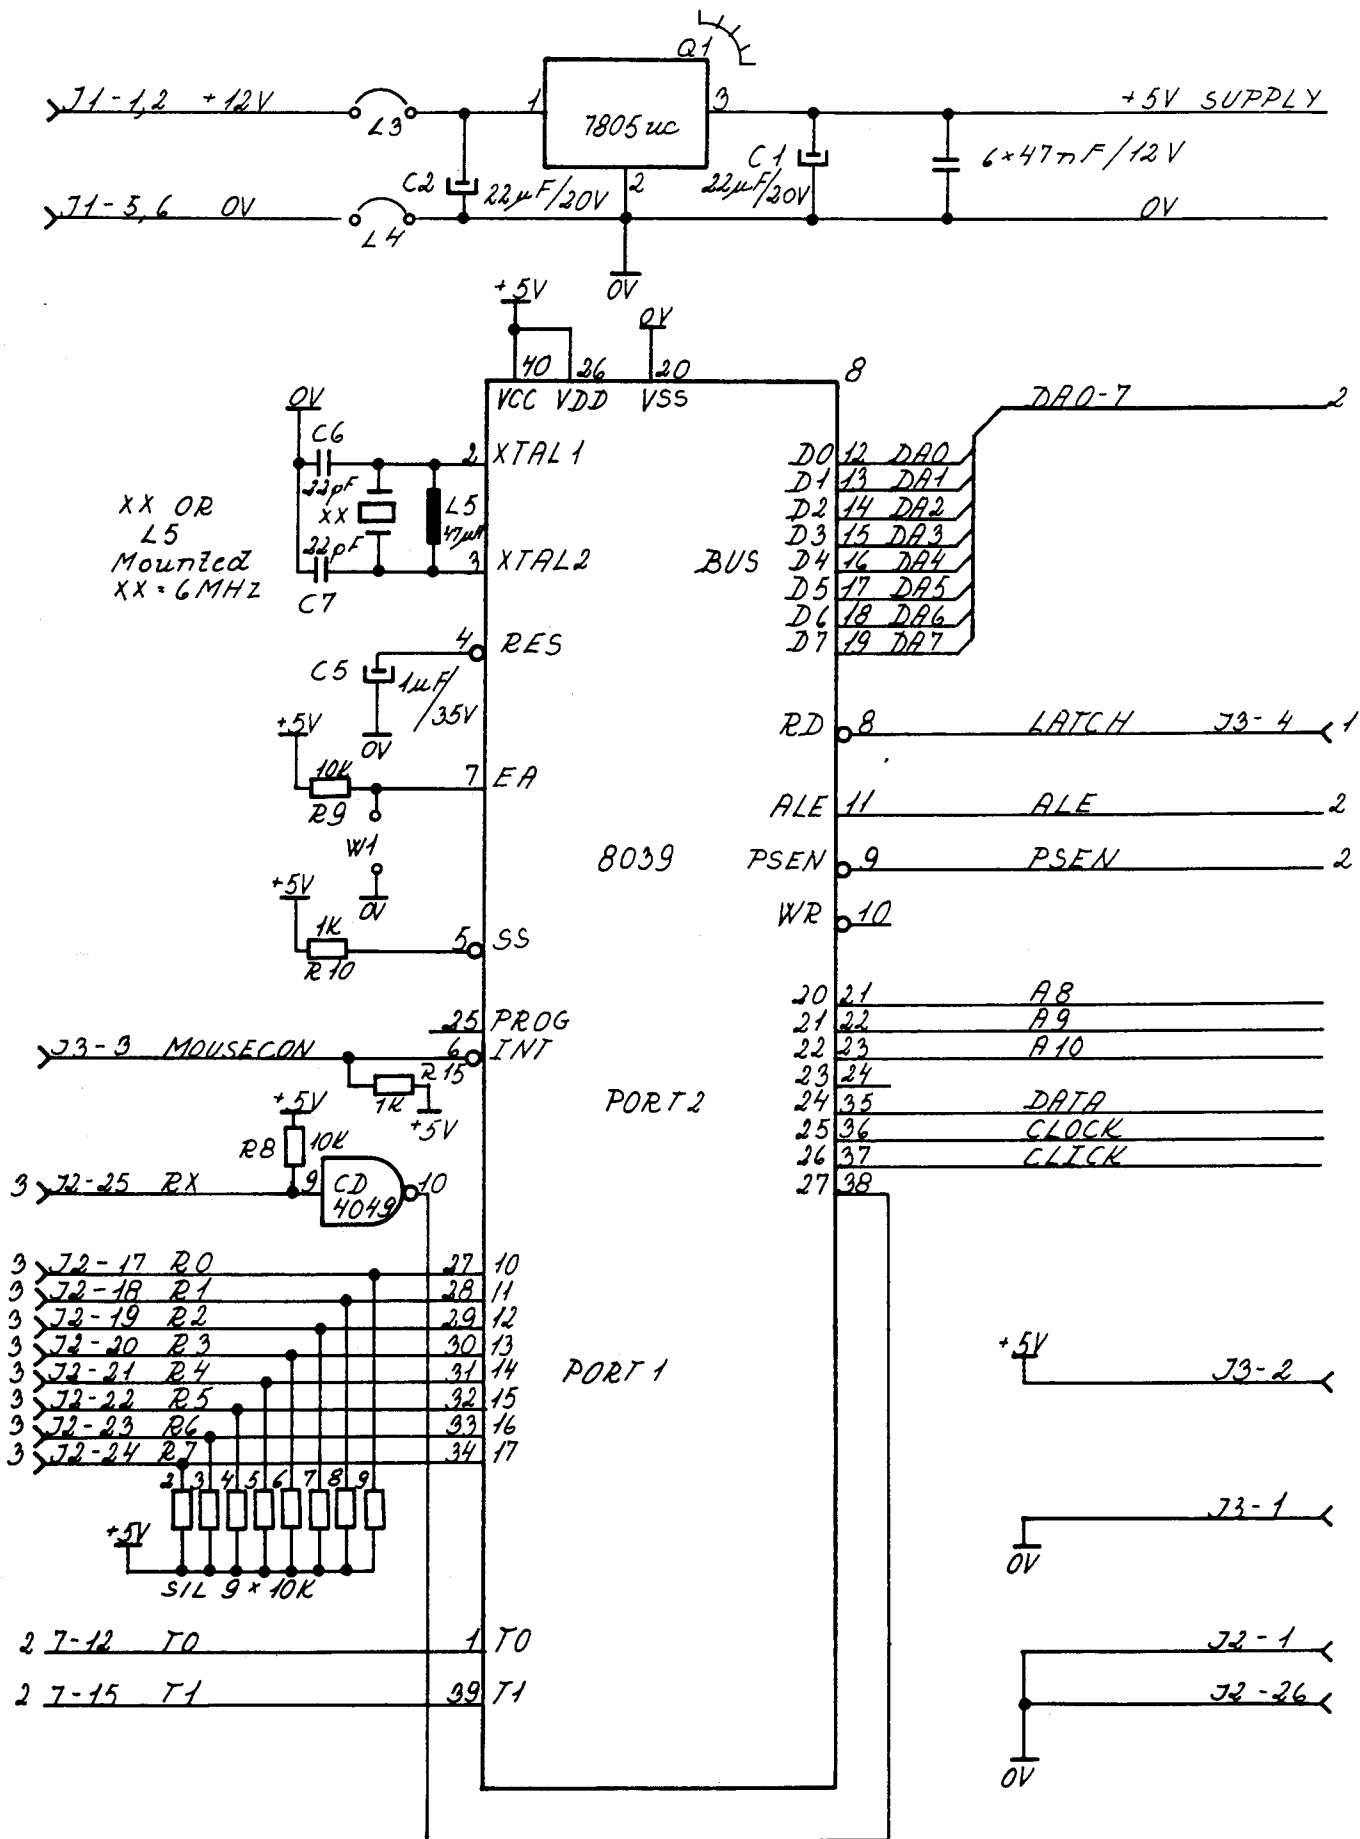 Q1
J1-1,2 +12V
L3
1
7805UC
3
+5V SUPPLY
C2
22µF/20V
2
C1
22µF/20V
6×47nF/12V
J1-5,6 0V
L4
0V
0V
+5V
0V
40
26
20
8
VCC VDD VSS
0V
C6
22pF
2 XTAL1
XX
L5
47µH
22pF
3 XTAL2
C7
XX OR
L5
Mounted
XX = 6MHZ
DA0-7 2
BUS
D0 12 DA0
D1 13 DA1
D2 14 DA2
D3 15 DA3
D4 16 DA4
D5 17 DA5
D6 18 DA6
D7 19 DA7
4 RES
C5
1µF/
/35V
0V
RD 8 LATCH J3-4 1
+5V
10K
R9
7 EA
W1
0V
ALE 11 ALE 2
8039
PSEN 9 PSEN 2
WR 10
+5V
1K
R10
5 SS
25 PROG
J3-3 MOUSECON
6 INT
R15
1K
+5V
20 21 A8
21 22 A9
22 23 A10
23 24
24 35 DATA
25 36 CLOCK
26 37 CLICK
27 38
PORT2
+5V
R8 10K
3 J2-25 RX
9 CD
4049
10
3 J2-17 R0 27 10
3 J2-18 R1 28 11
3 J2-19 R2 29 12
3 J2-20 R3 30 13
3 J2-21 R4 31 14
3 J2-22 R5 32 15
3 J2-23 R6 33 16
3 J2-24 R7 34 17
PORT1
2 3 4 5 6 7 8 9
+5V
SIL 9×10K
+5V
J3-2
J3-1
0V
2 7-12 T0 1 T0
2 7-15 T1 39 T1
J2-1
J2-26
0V